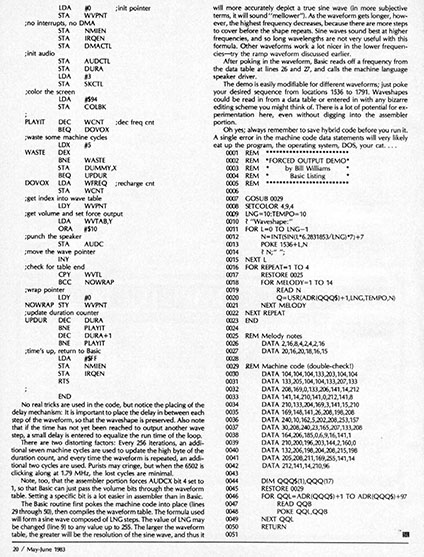 LDA #0 ;init pointer
STA WVPNT
;no interrupts, no DMA
STA NMIEN
STA IRQEN
STA DMACTL
;init audio
STA AUDCTL
STA DURA
LDA #3
STA SKCTL
;color the screen
LDA #$94
STA COLBK
;
PLAYIT DEC WCNT ;dec freq cnt
BEQ DOVOX
;waste some machine cycles
LDX #5
WASTE DEX
BNE WASTE
STA DUMMY,X
BEQ UPDUR
DOVOX LDA WFREQ ;recharge cnt
STA WCNT
;get index into wave table
LDY WVPNT
;get volume and set force output
LDA WVTAB,Y
ORA #$10
;punch the speaker
STA AUDC
;move the wave pointer
INY
;check for table end
CPY WVTL
BCC NOWRAP
;wrap pointer
LDY #0
NOWRAP STY WVPNT
;update duration counter
UPDUR DEC DURA
BNE PLAYIT
DEC DURA+1
BNE PLAYIT
;time's up, return to Basic
LDA #$FF
STA NMIEN
STA IRQEN
RTS
;
END
No real tricks are used in the code, but notice the placing of the
delay mechanism: It is important to place the delay in between each
step of the waveform, so that the waveshape is preserved. Also note
that if the time has not yet been reached to output another wave
step, a small delay is entered to equalize the run time of the loop.
There are two distorting factors: Every 256 iterations, an addi-
tional seven machine cycles are used to update the high byte of the
duration count, and every time the waveform is repeated, an addi-
tional two cycles are used. Purists may cringe, but when the 6502 is
clocking along at 1.79 MHz, the lost cycles are minimal.
Note, too, that the assembler portion forces AUDCX bit 4 set to
1, so that Basic can just pass the volume bits through the waveform
table. Setting a specific bit is a lot easier in assembler than in Basic.
The Basic routine first pokes the machine code into place (lines
29 through 50), then compiles the waveform table. The formula used
will form a sine waveform composed of LNG steps. The value of LNG may
be changed (line 9) to any value up to 255. The larger the waveform
table, the greater will be the resolution of the sine waveform, and thus it
will more accurately depict a true sine wave (in more subjective
terms, it will sound "mellower"). As the waveform gets longer, how-
ever, the highest frequency decreases, because there are more steps
to cover before the shape repeats. Sine waves sound best at higher
frequencies, and so long wavelengths are not very useful with this
formula. Other waveforms work a lot nicer in the lower frequen-
cies—try the ramp waveform discussed earlier.
After poking in the waveform, Basic reads off a frequency from
the data table at lines 26 and 27, and calls the machine language
speaker driver.
The demo is easily modifiable for different waveforms; just poke
your desired sequence from locations 1536 to 1791. Waveshapes
could be read in from a data table or entered in with any bizarre
editing scheme you might think of. There is a lot of potential for ex-
perimentation here, even without digging into the assembler
portion.
Oh yes; always remember to save hybrid code before you run it.
A single error in the machine code data statements will very likely
eat up the program, the operating system, DOS, your cat. . . .
0001 REM ************************
0002 REM *FORCED OUTPUT DEMO*
0003 REM * by Bill Williams *
0004 REM * Basic Listing *
0005 REM ************************
0006
0007 GOSUB 0029
0008 SETCOLOR 4,9,4
0009 LNG=10:TEMPO=10
0010 ? "Waveshape:"
0011 FOR L=0 TO LNG-1
0012 N=INT(SIN(L*6.2831853/LNG)*7)+7
0013 POKE 1536+L,N
0014 ? N;" ";
0015 NEXT L
0016 FOR REPEAT=1 TO 4
0017 RESTORE 0025
0018 FOR MELODY=1 TO 14
0019 READ N
0020 Q=USR(ADR(QQQ$)+1,LNG,TEMPO,N)
0021 NEXT MELODY
0022 NEXT REPEAT
0023 END
0024
0025 REM Melody notes
0026 DATA 2,16,8,4,2,4,2,16
0027 DATA 20,16,20,18,16,15
0028
0029 REM Machine code (double-check!)
0030 DATA 104,104,104,133,203,104,104
0031 DATA 133,205,104,104,133,207,133
0032 DATA 208,169,0,133,206,141,14,212
0033 DATA 141,14,210,141,0,212,141,8
0034 DATA 210,133,204,169,3,141,15,210
0035 DATA 169,148,141,26,208,198,208
0036 DATA 240,10,162,5,202,208,253,157
0037 DATA 30,208,240,23,165,207,133,208
0038 DATA 164,206,185,0,6,9,16,141,1
0039 DATA 210,200,196,203,144,2,160,0
0040 DATA 132,206,198,204,208,215,198
0041 DATA 205,208,211,169,255,141,14
0042 DATA 212,141,14,210,96
0043
0044 DIM QQQ$(1),QQQ(17)
0045 RESTORE 0029
0046 FOR QQL=ADR(QQQ$)+1 TO ADR(QQQ$)+97
0047 READ QQB
0048 POKE QQL,QQB
0049 NEXT QQL
0050 RETURN
0051
20 / May-June 1983